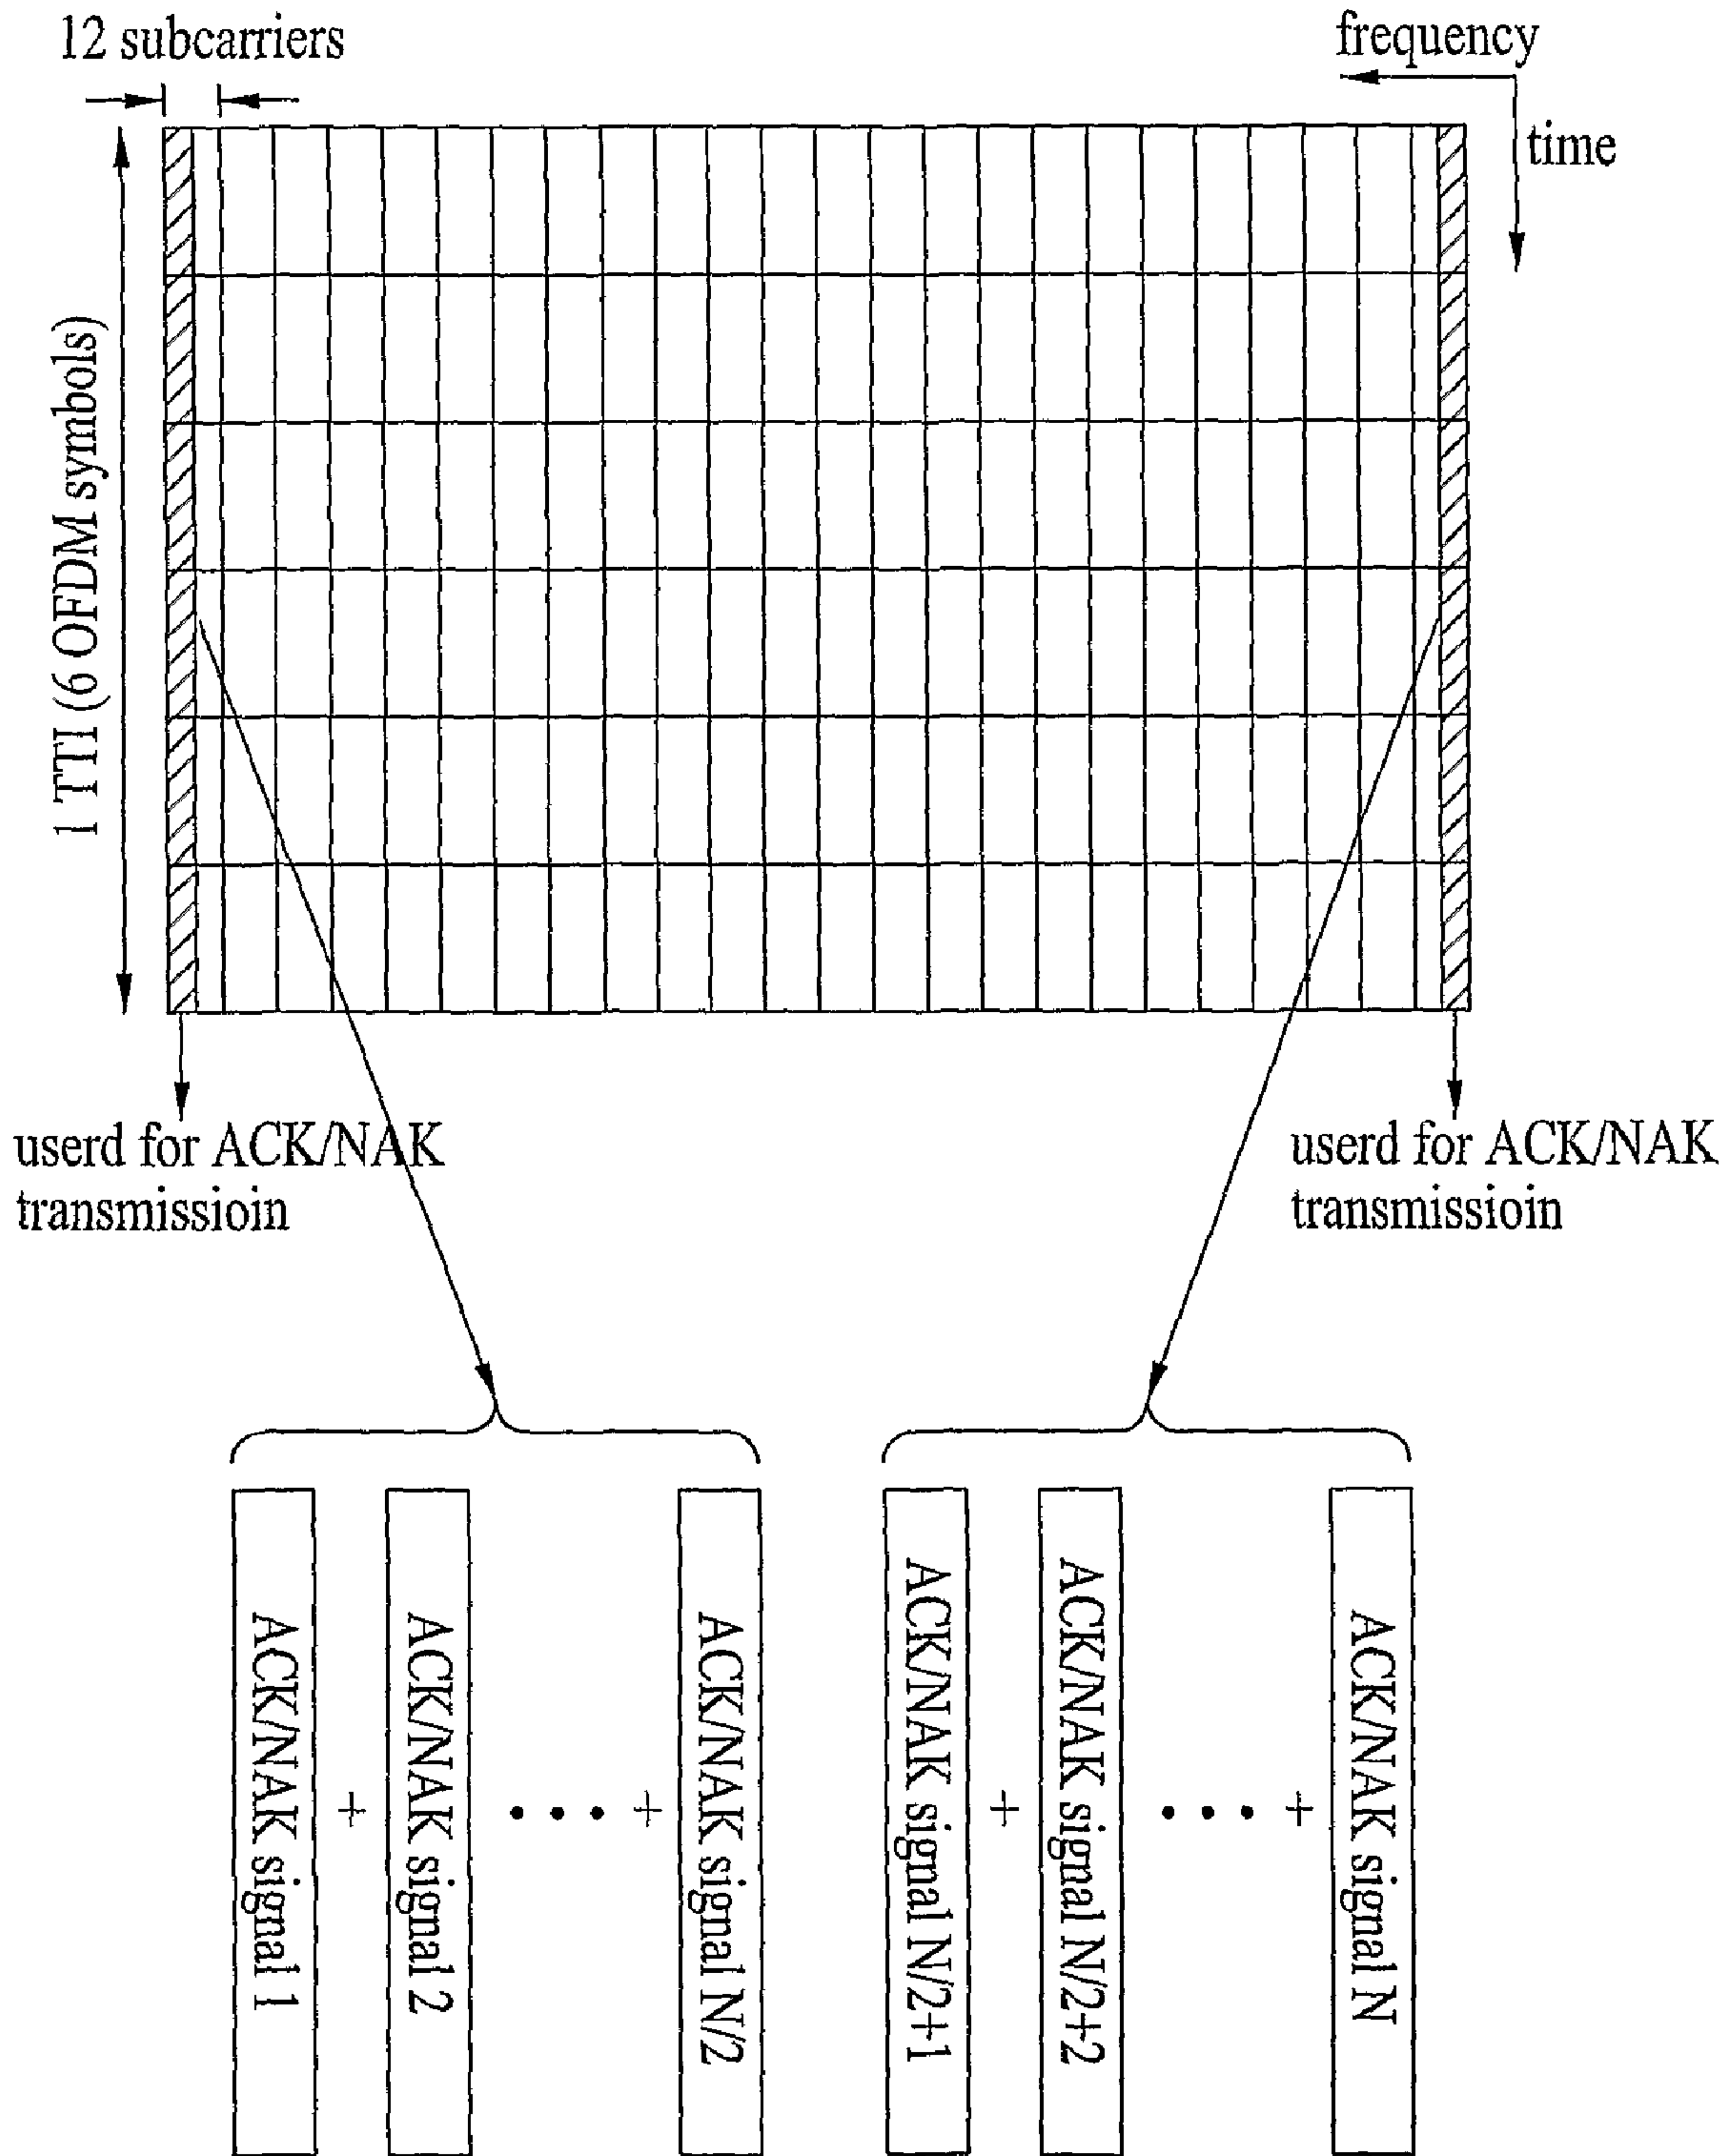 12 subcarriers
frequency
time
1 TTI (6 OFDM symbols)
userd for ACK/NAK
transmissioin
userd for ACK/NAK
transmissioin
ACK/NAK signal 1
+
ACK/NAK signal 2
+
ACK/NAK signal N/2
ACK/NAK signal N/2+1
+
ACK/NAK signal N/2+2
+
ACK/NAK signal N